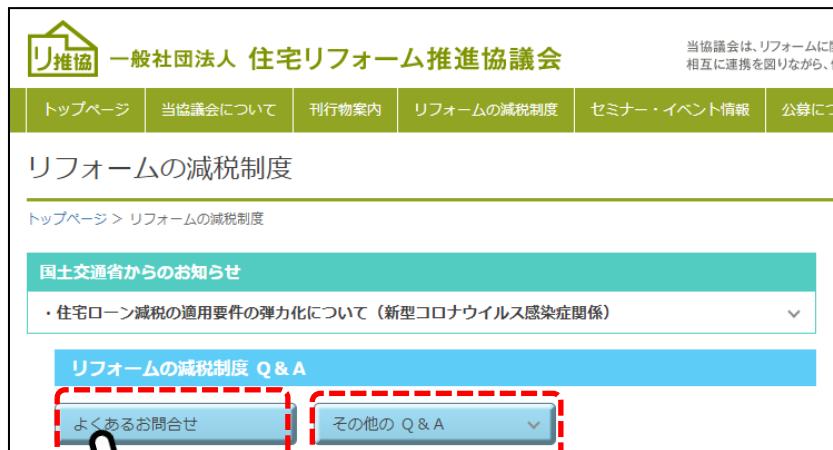 リ推協 一般社団法人 住宅リフォーム推進協議会
当協議会は、リフォームに
相互に連携を図りながら、
トップページ 当協議会について 刊行物案内 リフォームの減税制度 セミナー・イベント情報 公募に
リフォームの減税制度
トップページ > リフォームの減税制度
国土交通省からのお知らせ
・住宅ローン減税の適用要件の弾力化について（新型コロナウイルス感染症関係）
リフォームの減税制度 Q&A
よくあるお問合せ その他の Q&A